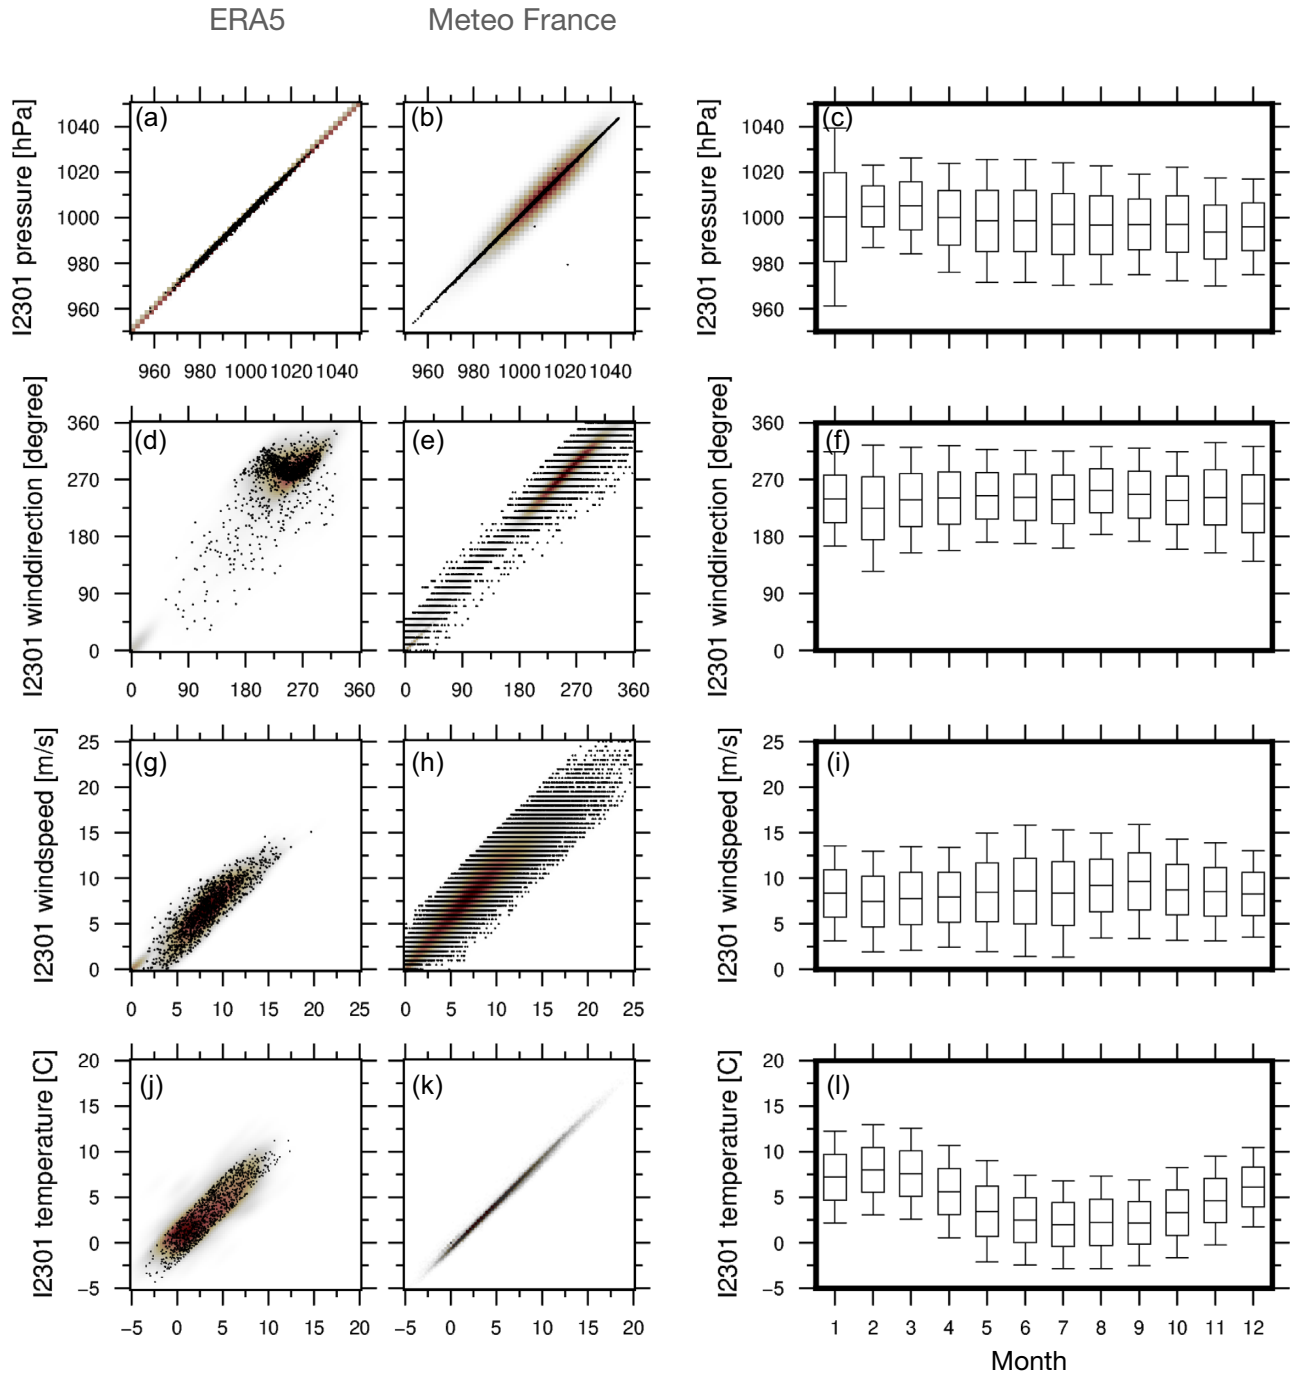 ERA5 Meteo France
I2301 pressure [hPa]
1040
1020
1000
980
960
(a)
960 980 1000 1020 1040
(b)
960 980 1000 1020 1040
I2301 pressure [hPa]
1040
1020
1000
980
960
(c)
I2301 winddirection [degree]
360
270
180
90
0
(d)
0 90 180 270 360
(e)
0 90 180 270 360
I2301 winddirection [degree]
360
270
180
90
0
(f)
I2301 windspeed [m/s]
25
20
15
10
5
0
(g)
0 5 10 15 20 25
(h)
0 5 10 15 20 25
I2301 windspeed [m/s]
25
20
15
10
5
0
(i)
I2301 temperature [C]
20
15
10
5
0
−5
(j)
−5 0 5 10 15 20
(k)
−5 0 5 10 15 20
I2301 temperature [C]
20
15
10
5
0
−5
(l)
1 2 3 4 5 6 7 8 9 10 11 12
Month